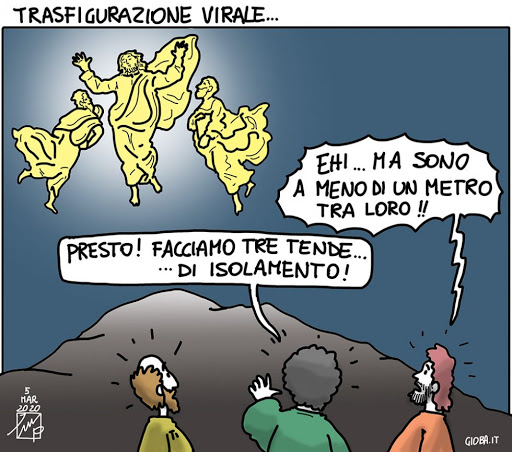 TRASFIGURAZIONE VIRALE...
EHI... MA SONO
A MENO DI UN METRO
TRA LORO!!
PRESTO! FACCIAMO TRE TENDE...
...DI ISOLAMENTO!
5
MAR
2020
GIOBA.IT